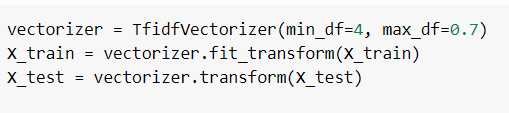 vectorizer = TfidfVectorizer(min_df=4, max_df=0.7)
X_train = vectorizer.fit_transform(X_train)
X_test = vectorizer.transform(X_test)